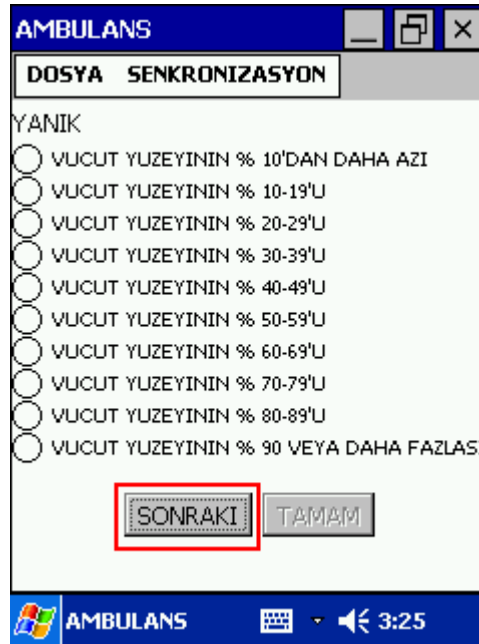 AMBULANS
DOSYA SENKRONIZASYON
YANIK
VUCUT YUZEYININ % 10'DAN DAHA AZI
VUCUT YUZEYININ % 10-19'U
VUCUT YUZEYININ % 20-29'U
VUCUT YUZEYININ % 30-39'U
VUCUT YUZEYININ % 40-49'U
VUCUT YUZEYININ % 50-59'U
VUCUT YUZEYININ % 60-69'U
VUCUT YUZEYININ % 70-79'U
VUCUT YUZEYININ % 80-89'U
VUCUT YUZEYININ % 90 VEYA DAHA FAZLAS
SONRAKI TAMAM
AMBULANS 3:25